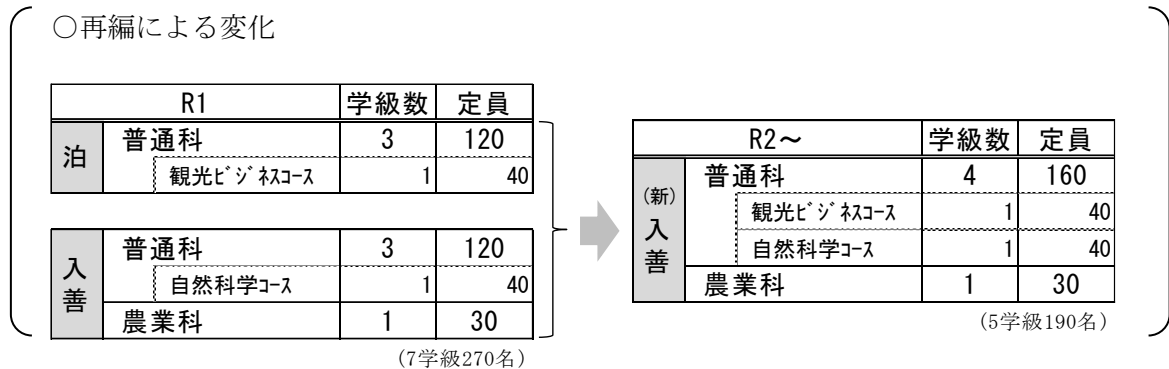 ○再編による変化
R1 学級数 定員
泊 普通科 3 120
観光ﾋﾞｼﾞﾈｽｺｰｽ 1 40
入善 普通科 3 120
自然科学ｺｰｽ 1 40
農業科 1 30
(7学級270名)
R2～ 学級数 定員
(新)入善 普通科 4 160
観光ﾋﾞｼﾞﾈｽｺｰｽ 1 40
自然科学ｺｰｽ 1 40
農業科 1 30
(5学級190名)